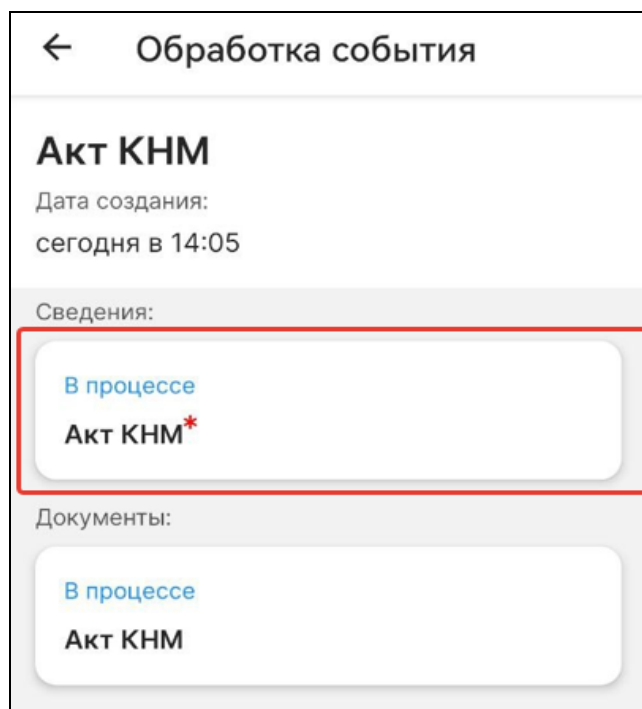 Обработка события
Акт КНМ
Дата создания:
сегодня в 14:05
Сведения:
В процессе
Акт КНМ*
Документы:
В процессе
Акт КНМ